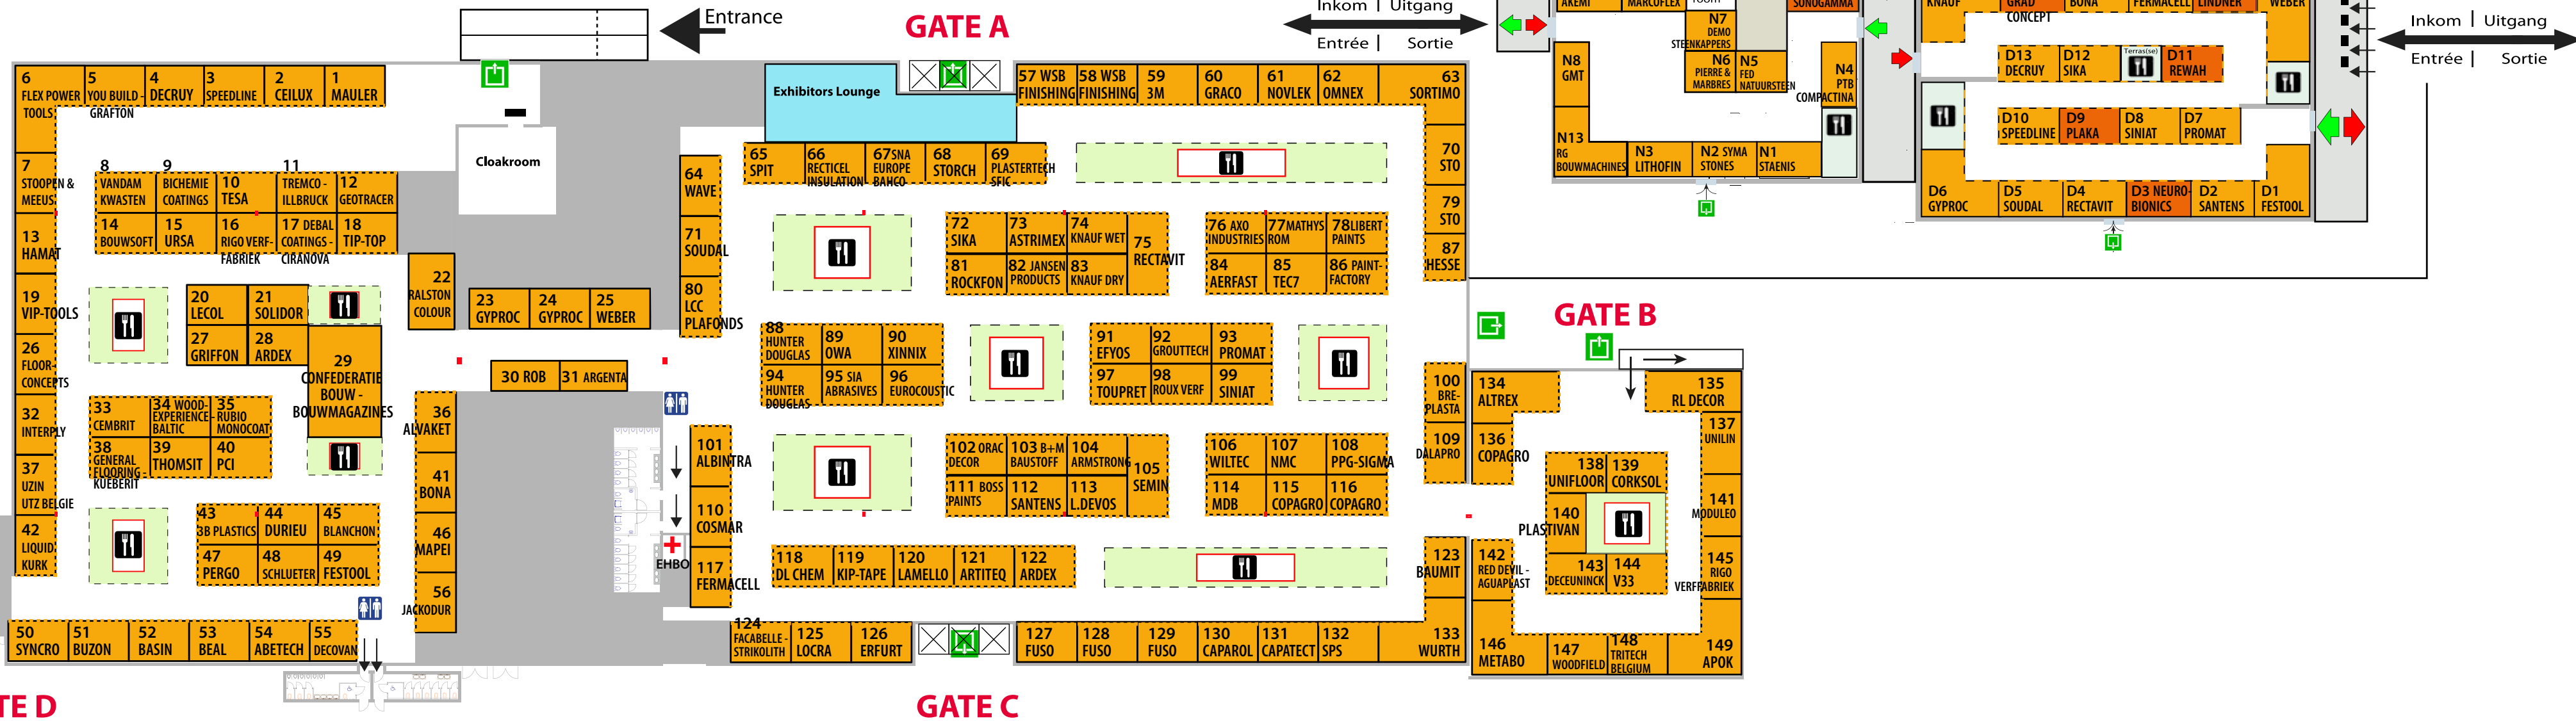 Entrance
GATE A
Inkom | Uitgang
Entrée | Sortie
Inkom | Uitgang
Entrée | Sortie
GATE B
GATE C
TE D
Exhibitors Lounge
Cloakroom
EHBO
6 FLEX POWER TOOLS
5 YOU BUILD - GRAFTON
4 DECRUY
3 SPEEDLINE
2 CEILUX
1 MAULER
7 STOOPEN & MEEUS
8 VANDAM KWASTEN
9 BICHEMIE COATINGS
10 TESA
11 TREMCO - ILLBRUCK
12 GEOTRACER
13 HAMAT
14 BOUWSOFT
15 URSA
16 RIGO VERF- FABRIEK
17 DEBAL COATINGS - CIRANOVA
18 TIP-TOP
19 VIP-TOOLS
20 LECOL
21 SOLIDOR
22 RALSTON COLOUR
23 GYPROC
24 GYPROC
25 WEBER
26 FLOOR- CONCEPTS
27 GRIFFON
28 ARDEX
29 CONFEDERATIE BOUW - BOUWMAGAZINES
30 ROB
31 ARGENTA
32 INTERPLY
33 CEMBRIT
34 WOOD- EXPERIENCE- BALTIC
35 RUBIO MONOCOAT
36 ALVAKET
37 UZIN UTZ BELGIE
38 GENERAL FLOORING - KUEBERIT
39 THOMSIT
40 PCI
41 BONA
42 LIQUID KURK
43 3B PLASTICS
44 DURIEU
45 BLANCHON
46 MAPEI
47 PERGO
48 SCHLUETER
49 FESTOOL
50 SYNCRO
51 BUZON
52 BASIN
53 BEAL
54 ABETECH
55 DECOVAN
56 JACKODUR
57 WSB FINISHING
58 WSB FINISHING
59 3M
60 GRACO
61 NOVLEK
62 OMNEX
63 SORTIMO
64 WAVE
65 SPIT
66 RECTICEL INSULATION
67 SNA EUROPE BAHCO
68 STORCH
69 PLASTERTECH SFIC
70 STO
71 SOUDAL
72 SIKA
73 ASTRIMEX
74 KNAUF WET
75 RECTAVIT
76 AXO INDUSTRIES
77 MATHYS ROM
78 LIBERT PAINTS
79 STO
80 LCC PLAFONDS
81 ROCKFON
82 JANSEN PRODUCTS
83 KNAUF DRY
84 AERFAST
85 TEC7
86 PAINT- FACTORY
87 HESSE
88 HUNTER DOUGLAS
89 OWA
90 XINNIX
91 EFYOS
92 GROUTTECH
93 PROMAT
94 HUNTER DOUGLAS
95 SIA ABRASIVES
96 EUROCOUSTIC
97 TOUPRET
98 ROUX VERF
99 SINIAT
100 BRE- PLASTA
101 ALBINTRA
102 ORAC DECOR
103 B+M BAUSTOFF
104 ARMSTRONG
105 SEMIN
106 WILTEC
107 NMC
108 PPG-SIGMA
109 DALAPRO
110 COSMAR
111 BOSS PAINTS
112 SANTENS
113 L.DEVOS
114 MDB
115 COPAGRO
116 COPAGRO
117 FERMACELL
118 DL CHEM
119 KIP-TAPE
120 LAMELLO
121 ARTITEQ
122 ARDEX
123 BAUMIT
124 FACABELLE - STRIKOLITH
125 LOCRA
126 ERFURT
127 FUSO
128 FUSO
129 FUSO
130 CAPAROL
131 CAPATECT
132 SPS
133 WURTH
134 ALTREX
135 RL DECOR
136 COPAGRO
137 UNILIN
138 UNIFLOOR
139 CORKSOL
140 PLASTIVAN
141 MODULEO
142 RED DEVIL - AGUAPLAST
143 DECEUNINCK
144 V33
145 RIGO VERFFABRIEK
146 METABO
147 WOODFIELD
148 TRITECH BELGIUM
149 APOK
AKEMI
MARCOFLEX
SUNOGAMMA
N7 DEMO STEENKAPPERS
N8 GMT
N6 PIERRE & MARBRES
N5 FED NATUURSTEEN
N4 PTB COMPACTINA
N13 RG BOUWMACHINES
N3 LITHOFIN
N2 SYMA STONES
N1 STAENIS
KNAUF
GRAD CONCEPT
BONA
FERMACELL
LINDNER
WEBER
D13 DECRUY
D12 SIKA
Terras(se)
D11 REWAH
D10 SPEEDLINE
D9 PLAKA
D8 SINIAT
D7 PROMAT
D6 GYPROC
D5 SOUDAL
D4 RECTAVIT
D3 NEURO- BIONICS
D2 SANTENS
D1 FESTOOL